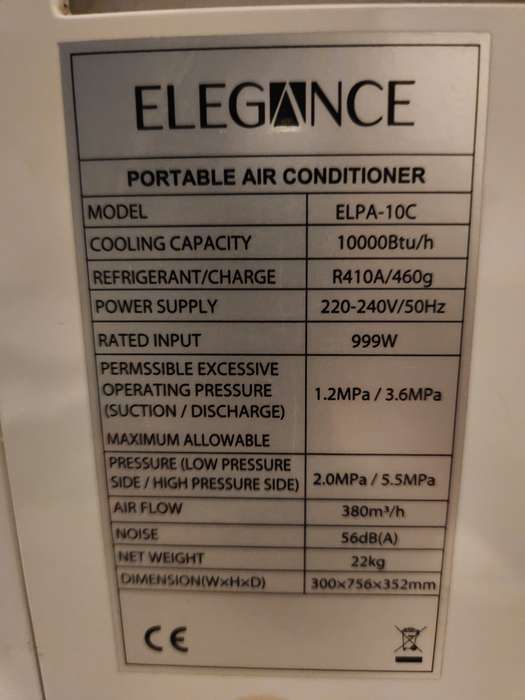 ELEGANCE
PORTABLE AIR CONDITIONER
MODEL ELPA-10C
COOLING CAPACITY 10000Btu/h
REFRIGERANT/CHARGE R410A/460g
POWER SUPPLY 220-240V/50Hz
RATED INPUT 999W
PERMSSIBLE EXCESSIVE
OPERATING PRESSURE 1.2MPa / 3.6MPa
(SUCTION / DISCHARGE)
MAXIMUM ALLOWABLE
PRESSURE (LOW PRESSURE
SIDE / HIGH PRESSURE SIDE) 2.0MPa / 5.5MPa
AIR FLOW 380m³/h
NOISE 56dB(A)
NET WEIGHT 22kg
DIMENSION(W×H×D) 300×756×352mm
CE